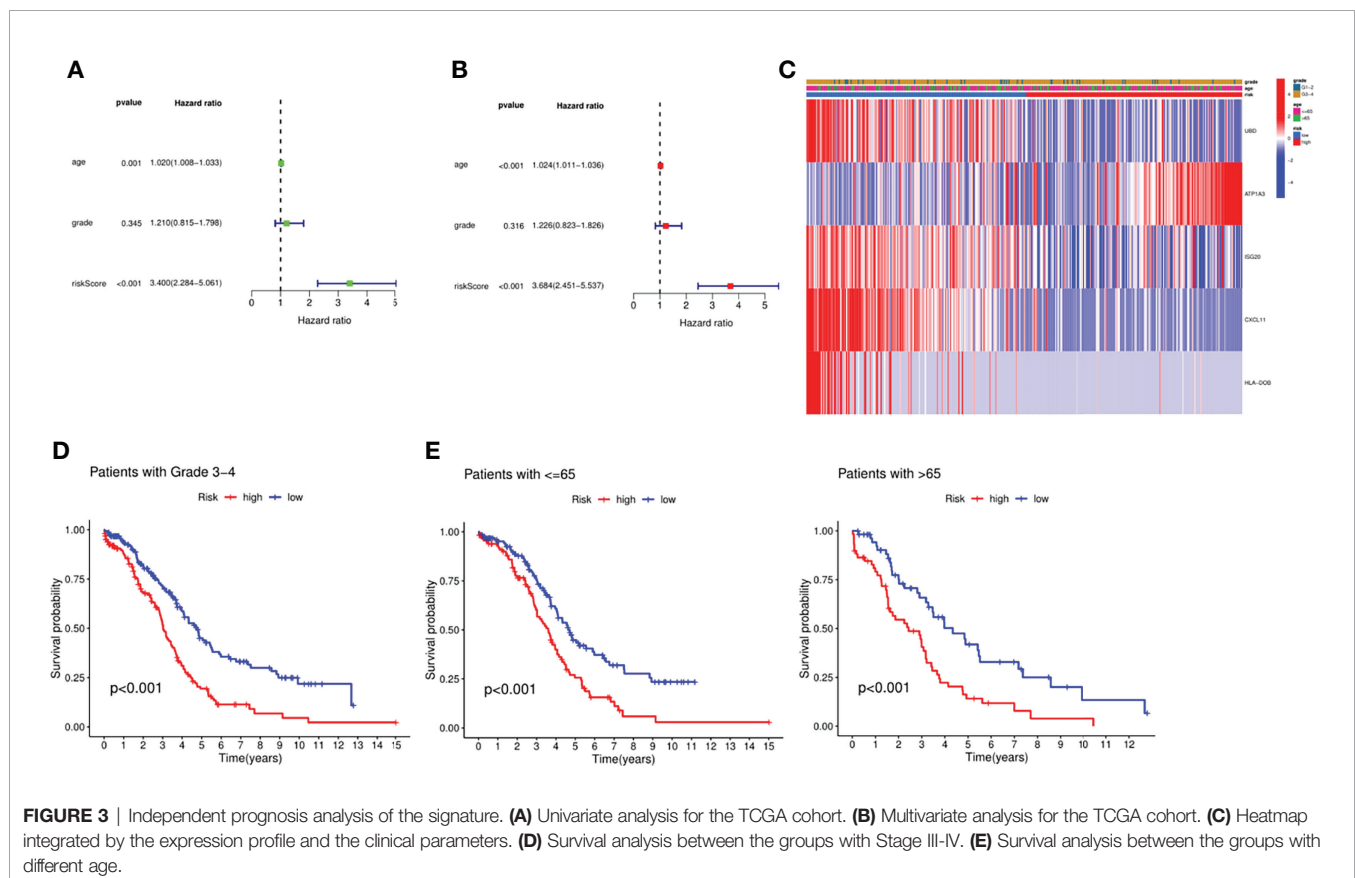 A
pvalue Hazard ratio
age 0.001 1.020(1.008−1.033)
grade 0.345 1.210(0.815−1.798)
riskScore <0.001 3.400(2.284−5.061)
0 1 2 3 4 5
Hazard ratio
B
pvalue Hazard ratio
age <0.001 1.024(1.011−1.036)
grade 0.316 1.226(0.823−1.826)
riskScore <0.001 3.684(2.451−5.537)
0 1 2 3 4 5
Hazard ratio
C
grade
age
risk
UBD
ATP1A3
ISG20
CXCL11
HLA−DOB
4
2
0
−2
−4
grade
G1−2
G3−4
age
<=65
>65
risk
low
high
D
Patients with Grade 3−4
Risk high low
Survival probability
1.00
0.75
0.50
0.25
0.00
p<0.001
0 1 2 3 4 5 6 7 8 9 10 11 12 13 15
Time(years)
E
Patients with <=65
Risk high low
Survival probability
1.00
0.75
0.50
0.25
0.00
p<0.001
0 1 2 3 4 5 6 7 8 9 10 11 12 13 15
Time(years)
Patients with >65
Risk high low
Survival probability
1.00
0.75
0.50
0.25
0.00
p<0.001
0 1 2 3 4 5 6 7 8 9 10 11 12
Time(years)
FIGURE 3 | Independent prognosis analysis of the signature. (A) Univariate analysis for the TCGA cohort. (B) Multivariate analysis for the TCGA cohort. (C) Heatmap
integrated by the expression profile and the clinical parameters. (D) Survival analysis between the groups with Stage III-IV. (E) Survival analysis between the groups with
different age.